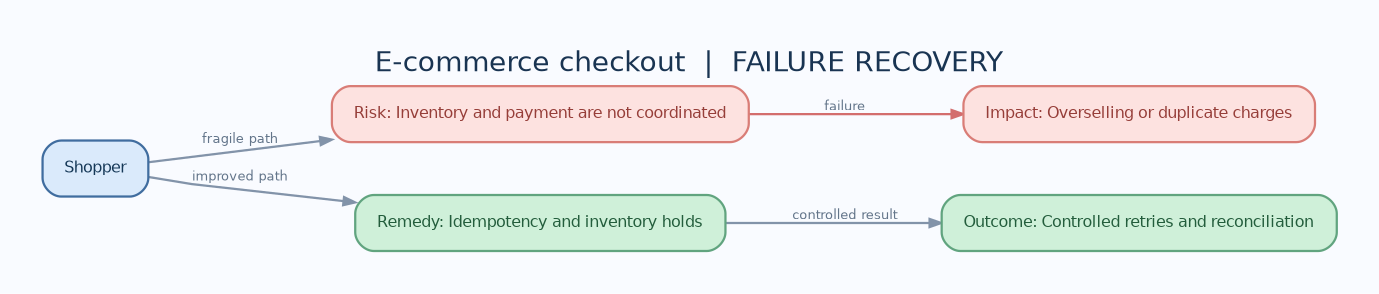 E-commerce checkout | FAILURE RECOVERY
Risk: Inventory and payment are not coordinated
failure
Impact: Overselling or duplicate charges
fragile path
Shopper
improved path
Remedy: Idempotency and inventory holds
controlled result
Outcome: Controlled retries and reconciliation